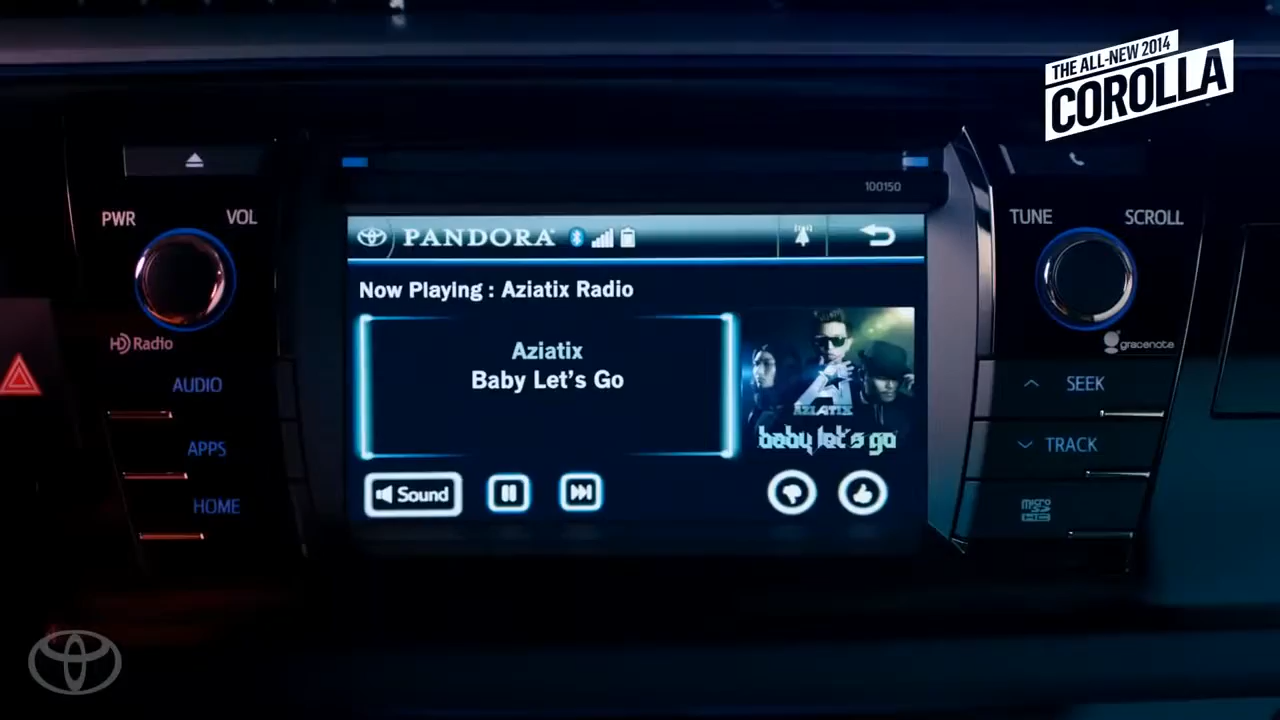 THE ALL-NEW 2014
COROLLA
100150
PWR
VOL
TUNE
SCROLL
PANDORA
Now Playing : Aziatix Radio
Aziatix
Baby Let's Go
AZIATIX
baby let's go
HD Radio
gracenote
AUDIO
APPS
HOME
SEEK
TRACK
micro
SD
HC
Sound